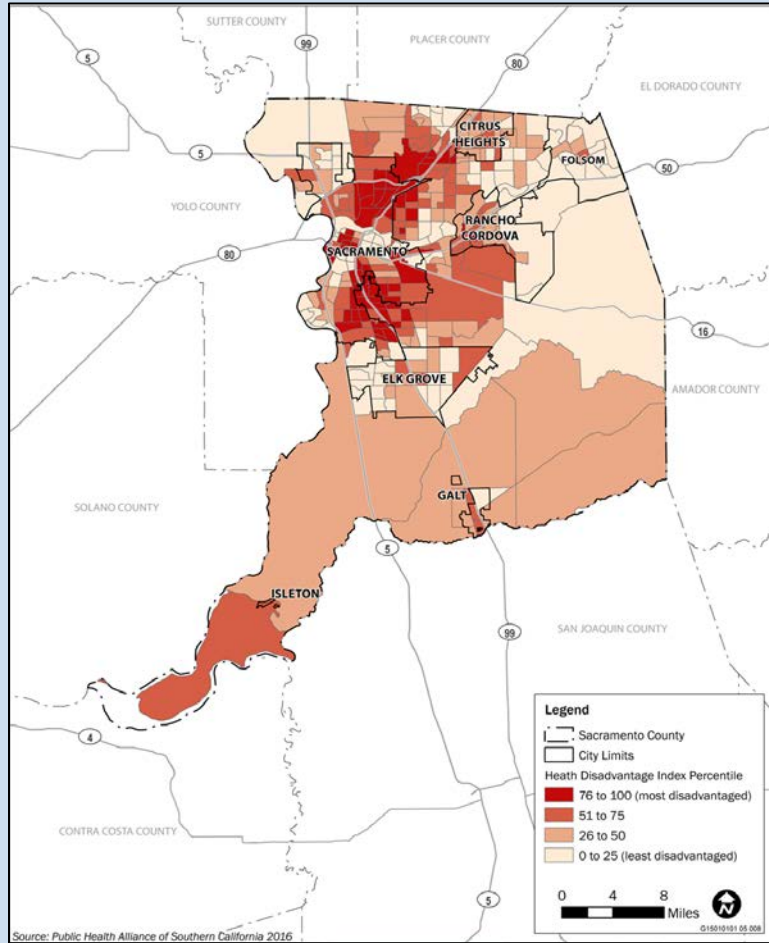 SUTTER COUNTY
99
PLACER COUNTY
5
80
EL DORADO COUNTY
CITRUS
HEIGHTS
5
FOLSOM
50
YOLO COUNTY
RANCHO
CORDOVA
80
SACRAMENTO
16
ELK GROVE
AMADOR COUNTY
GALT
SOLANO COUNTY
5
ISLETON
99
SAN JOAQUIN COUNTY
4
CONTRA COSTA COUNTY
5
Legend
Sacramento County
City Limits
Heath Disadvantage Index Percentile
76 to 100 (most disadvantaged)
51 to 75
26 to 50
0 to 25 (least disadvantaged)
0 4 8
Miles
N
G15010101 05 008
Source: Public Health Alliance of Southern California 2016